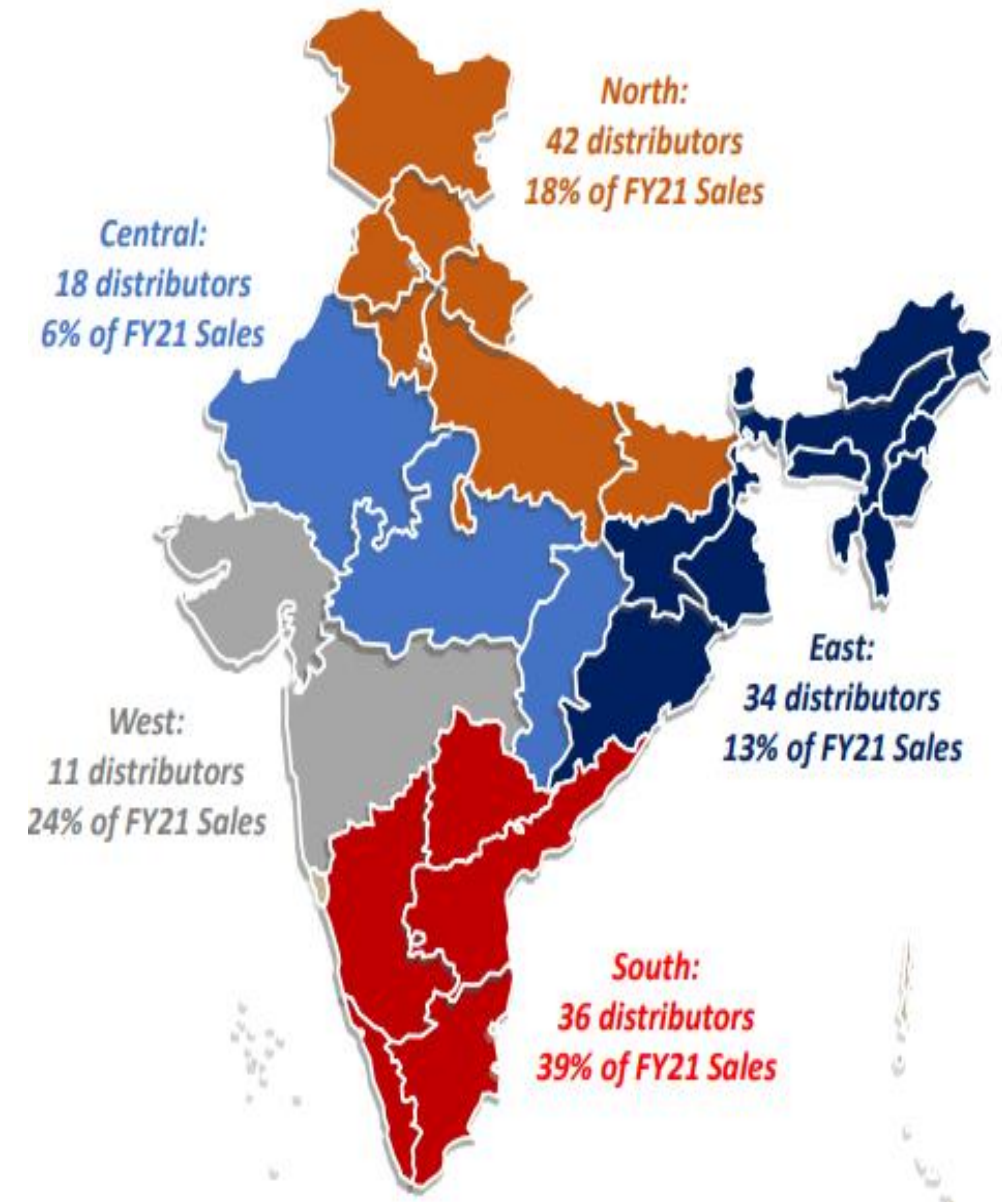 North:
42 distributors
18% of FY21 Sales
Central:
18 distributors
6% of FY21 Sales
East:
34 distributors
13% of FY21 Sales
West:
11 distributors
24% of FY21 Sales
South:
36 distributors
39% of FY21 Sales